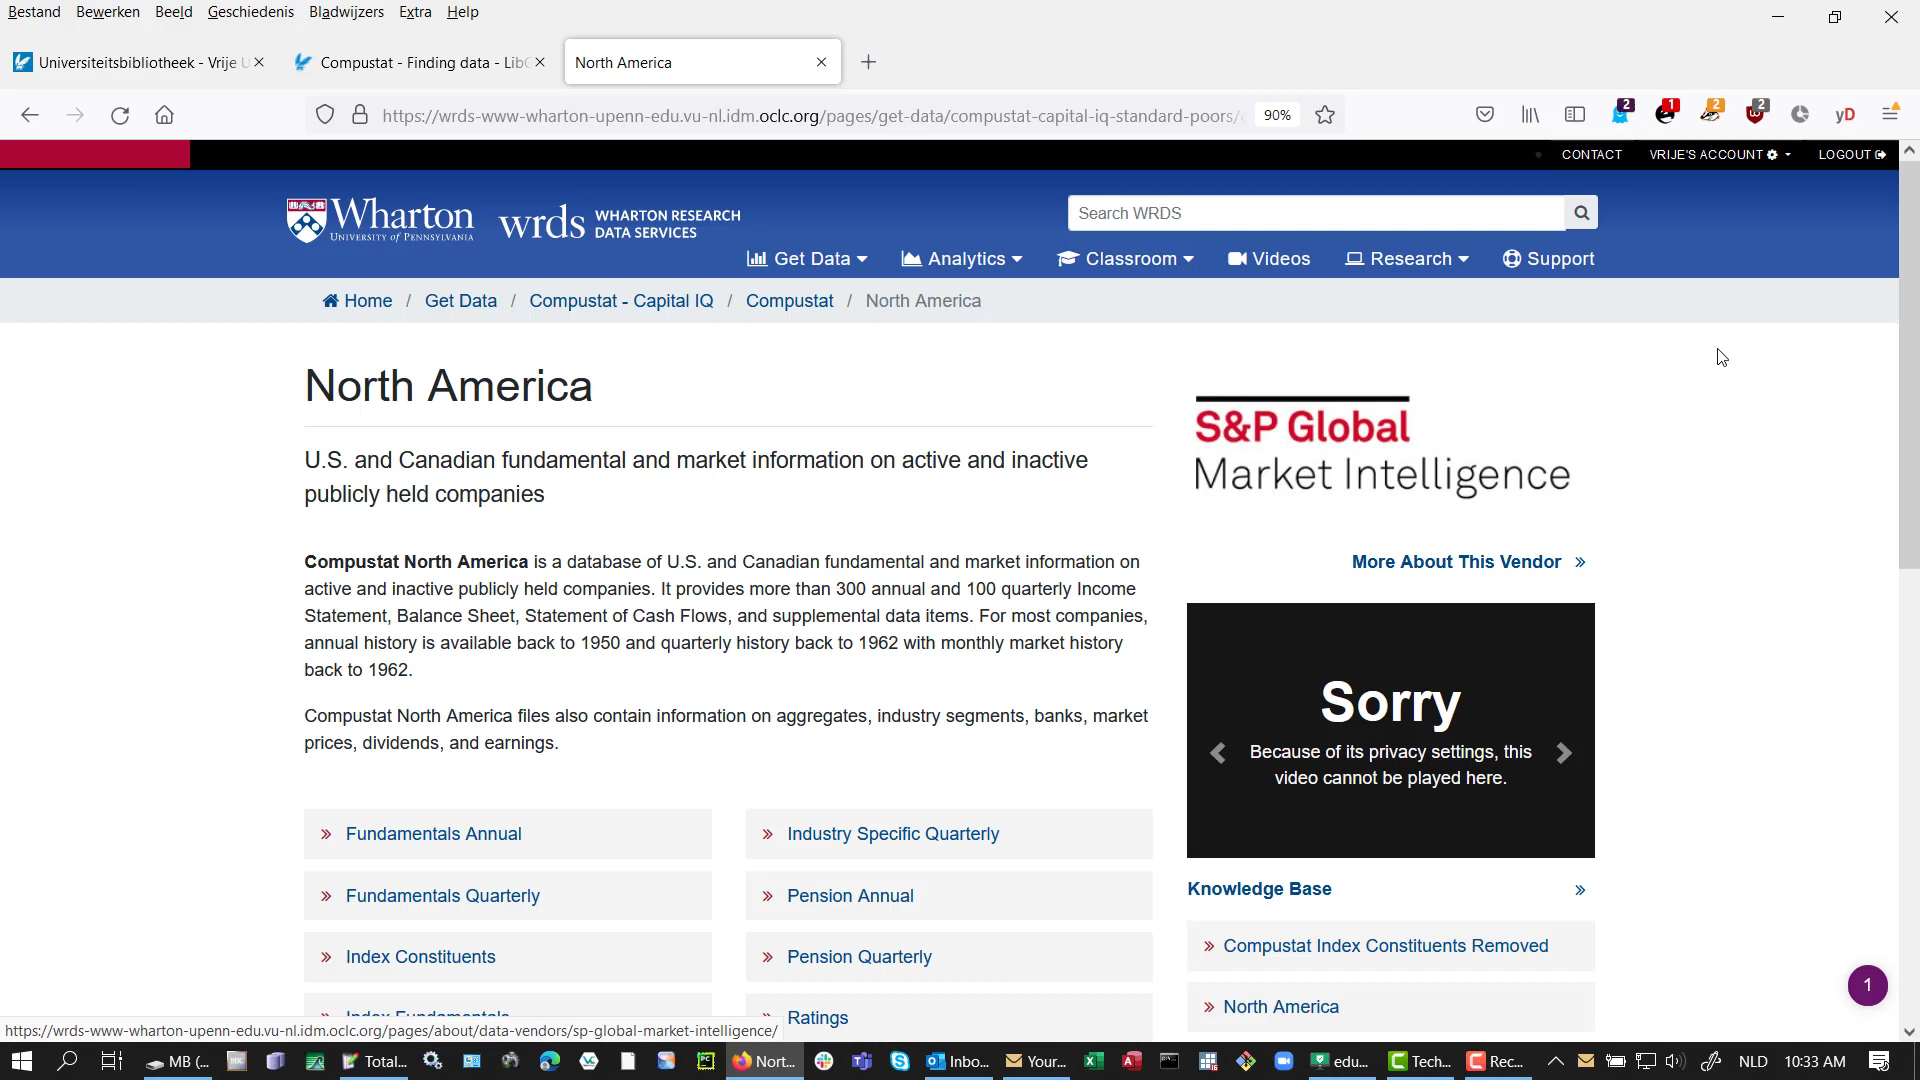 Bestand Bewerken Beeld Geschiedenis Bladwijzers Extra Help
Universiteitsbibliotheek - Vrije U
Compustat - Finding data - LibG
North America
https://wrds-www-wharton-upenn-edu.vu-nl.idm.oclc.org/pages/get-data/compustat-capital-iq-standard-poors/
90%
2 1 2 2 yD
CONTACT VRIJE'S ACCOUNT LOGOUT
Wharton
UNIVERSITY of PENNSYLVANIA
wrds WHARTON RESEARCH
DATA SERVICES
Search WRDS
Get Data Analytics Classroom Videos Research Support
Home / Get Data / Compustat - Capital IQ / Compustat / North America
North America
U.S. and Canadian fundamental and market information on active and inactive
publicly held companies
Compustat North America is a database of U.S. and Canadian fundamental and market information on
active and inactive publicly held companies. It provides more than 300 annual and 100 quarterly Income
Statement, Balance Sheet, Statement of Cash Flows, and supplemental data items. For most companies,
annual history is available back to 1950 and quarterly history back to 1962 with monthly market history
back to 1962.
Compustat North America files also contain information on aggregates, industry segments, banks, market
prices, dividends, and earnings.
» Fundamentals Annual
» Industry Specific Quarterly
» Fundamentals Quarterly
» Pension Annual
» Index Constituents
» Pension Quarterly
» Index Fundamentals
» Ratings
S&P Global
Market Intelligence
More About This Vendor »
Sorry
Because of its privacy settings, this
video cannot be played here.
Knowledge Base »
» Compustat Index Constituents Removed
» North America
1
https://wrds-www-wharton-upenn-edu.vu-nl.idm.oclc.org/pages/about/data-vendors/sp-global-market-intelligence/
MB (... Total... Nort... Inbo... Your... edu... Tech... Rec... NLD 10:33 AM